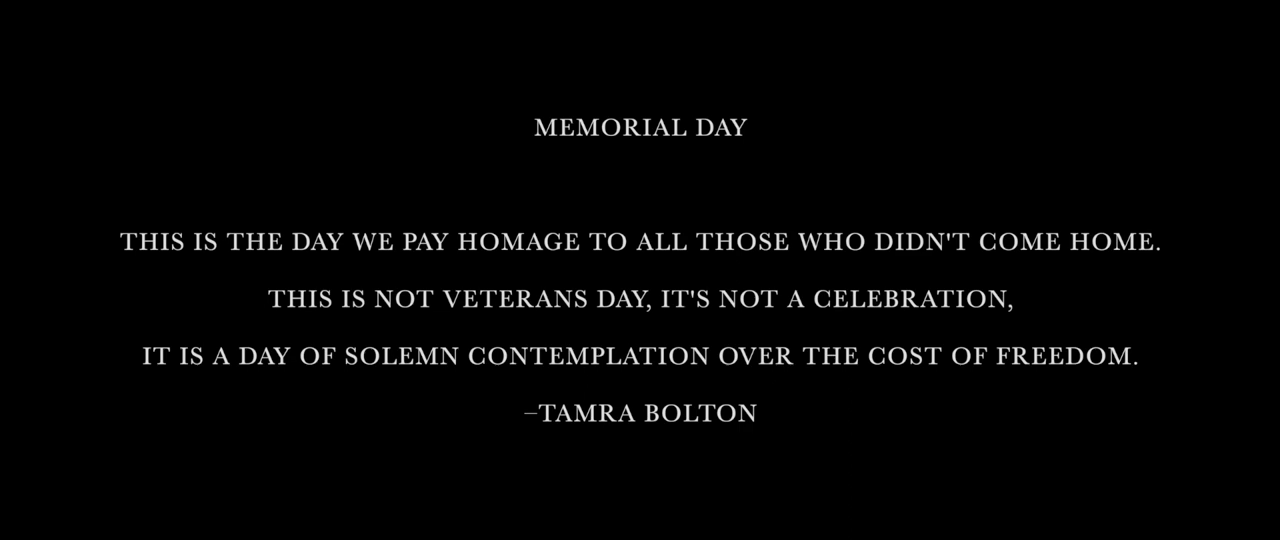 MEMORIAL DAY
THIS IS THE DAY WE PAY HOMAGE TO ALL THOSE WHO DIDN'T COME HOME.
THIS IS NOT VETERANS DAY, IT'S NOT A CELEBRATION,
IT IS A DAY OF SOLEMN CONTEMPLATION OVER THE COST OF FREEDOM.
–TAMRA BOLTON